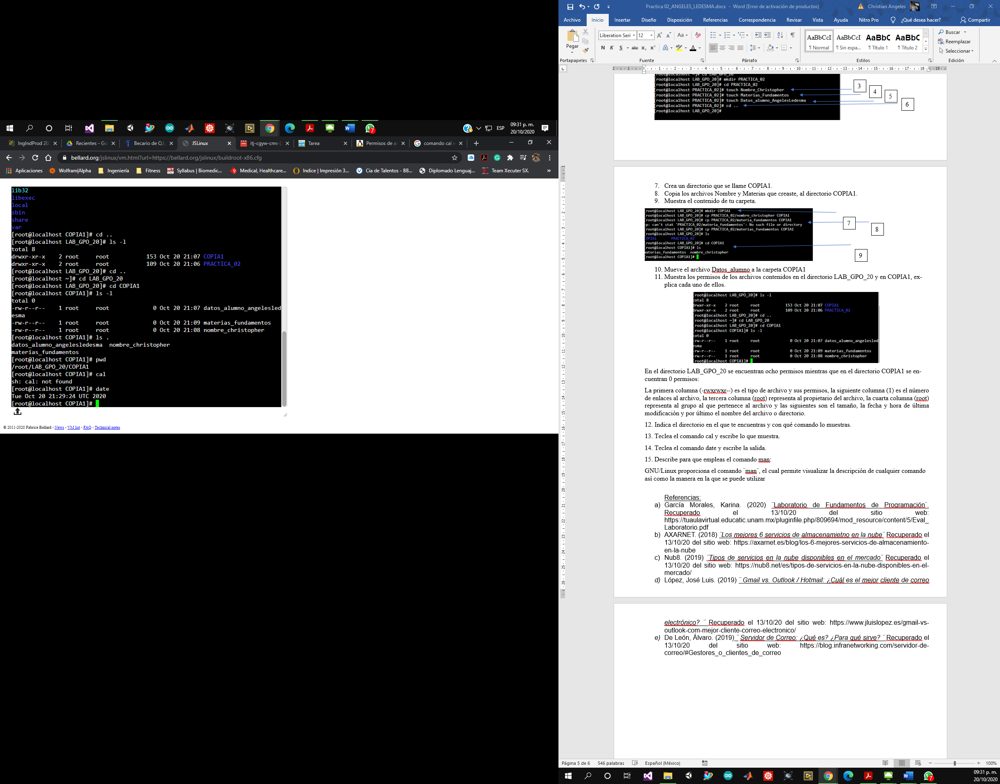 09:31 p. m.
ESP
20/10/2020
7
IngIndProd 20
Recientes - Go
Becario de Q.I.
JSLinux
itj-cgyw-cmv (
Tarea
Permisos de a
comando cal e
bellard.org/jslinux/vm.html?url=https://bellard.org/jslinux/buildroot-x86.cfg
Aplicaciones
Wolfram|Alpha
Ingeniería
Fitness
Syllabus | Biomedic...
Medical, Healthcare...
Indice | Impresión 3...
Cia de Talentos - BB...
Diplomado Lenguaj...
Team Xecuter SX.
»
lib32
libexec
local
sbin
share
var
[root@localhost COPIA1]# cd ..
[root@localhost LAB_GPO_20]# ls -l
total 8
drwxr-xr-x    2 root     root           153 Oct 20 21:07 COPIA1
drwxr-xr-x    2 root     root           109 Oct 20 21:06 PRACTICA_02
[root@localhost LAB_GPO_20]# cd ..
[root@localhost ~]# cd LAB_GPO_20
[root@localhost LAB_GPO_20]# cd COPIA1
[root@localhost COPIA1]# ls -l
total 0
-rw-r--r--    1 root     root             0 Oct 20 21:07 datos_alumno_angelesled
esma
-rw-r--r--    1 root     root             0 Oct 20 21:09 materias_fundamentos
-rw-r--r--    1 root     root             0 Oct 20 21:08 nombre_christopher
[root@localhost COPIA1]# ls .
datos_alumno_angelesledesma  nombre_christopher
materias_fundamentos
[root@localhost COPIA1]# pwd
/root/LAB_GPO_20/COPIA1
[root@localhost COPIA1]# cal
sh: cal: not found
[root@localhost COPIA1]# date
Tue Oct 20 21:29:24 UTC 2020
[root@localhost COPIA1]#
© 2011-2020 Fabrice Bellard - News - VM list - FAQ - Technical notes
Practica 02_ANGELES_LEDESMA.docx - Word (Error de activación de productos)
Christian Angeles
Archivo Inicio Insertar Diseño Disposición Referencias Correspondencia Revisar Vista Ayuda Nitro Pro ¿Qué desea hacer? Compartir
Pegar
Liberation Seri 12
N K S abc x₂ x²
AaBbCcI AaBbCcI AaBbC AaBbC
¶ Normal ¶ Sin espa... ¶ Título 1 ¶ Título 2
Buscar
Reemplazar
Seleccionar
Portapapeles Fuente Párrafo Estilos Edición
[root@localhost ~]# cd LAB_GPO_20
[root@localhost LAB_GPO_20]# mkdir PRACTICA_02
[root@localhost LAB_GPO_20]# cd PRACTICA_02
[root@localhost PRACTICA_02]# touch Nombre_Christopher
[root@localhost PRACTICA_02]# touch Materias_Fundamentos
[root@localhost PRACTICA_02]# touch Datos_alumno_AngelesLedesma
[root@localhost PRACTICA_02]# cd ..
[root@localhost LAB_GPO_20]#
3
4
5
6
7. Crea un directorio que se llame COPIA1.
8. Copia los archivos Nombre y Materias que creaste, al directorio COPIA1.
9. Muestra el contenido de tu carpeta.
[root@localhost LAB_GPO_20]# mkdir COPIA1
[root@localhost LAB_GPO_20]# cp PRACTICA_02/nombre_christopher COPIA1
[root@localhost LAB_GPO_20]# cp PRACTICA_02/materia_fundamentos COPIA1
cp: can't stat 'PRACTICA_02/materia_fundamentos': No such file or directory
[root@localhost LAB_GPO_20]# cp PRACTICA_02/materias_fundamentos COPIA1
[root@localhost LAB_GPO_20]# ls
COPIA1       PRACTICA_02
[root@localhost LAB_GPO_20]# cd COPIA1
[root@localhost COPIA1]# ls
materias_fundamentos  nombre_christopher
[root@localhost COPIA1]#
7
8
9
10. Mueve el archivo Datos_alumno a la carpeta COPIA1
11. Muestra los permisos de los archivos contenidos en el directorio LAB_GPO_20 y en COPIA1, ex-
plica cada uno de ellos.
[root@localhost LAB_GPO_20]# ls -l
total 8
drwxr-xr-x    2 root     root           153 Oct 20 21:07 COPIA1
drwxr-xr-x    2 root     root           109 Oct 20 21:06 PRACTICA_02
[root@localhost LAB_GPO_20]# cd ..
[root@localhost ~]# cd LAB_GPO_20
[root@localhost LAB_GPO_20]# cd COPIA1
[root@localhost COPIA1]# ls -l
total 0
-rw-r--r--    1 root     root             0 Oct 20 21:07 datos_alumno_angelesled
esma
-rw-r--r--    1 root     root             0 Oct 20 21:09 materias_fundamentos
-rw-r--r--    1 root     root             0 Oct 20 21:08 nombre_christopher
[root@localhost COPIA1]#
En el directorio LAB_GPO_20 se encuentran ocho permisos mientras que en el directorio COPIA1 se en-
cuentran 0 permisos:
La primera columna (-rwxrwxr--) es el tipo de archivo y sus permisos, la siguiente columna (1) es el número
de enlaces al archivo, la tercera columna (root) representa al propietario del archivo, la cuarta columna (root)
representa al grupo al que pertenece al archivo y las siguientes son el tamaño, la fecha y hora de última
modificación y por último el nombre del archivo o directorio.
12. Indica el directorio en el que te encuentras y con qué comando lo muestras.
13. Teclea el comando cal y escribe lo que muestra.
14. Teclea el comando date y escribe la salida.
15. Describe para que empleas el comando man:
GNU/Linux proporciona el comando ¨man¨, el cual permite visualizar la descripción de cualquier comando
así como la manera en la que se puede utilizar
Referencias:
a) García Morales, Karina. (2020) ¨Laboratorio de Fundamentos de Programación¨.
Recuperado el 13/10/20 del sitio web:
https://tuaulavirtual.educatic.unam.mx/pluginfile.php/809694/mod_resource/content/5/Eval_
Laboratorio.pdf
b) AXARNET. (2018) ¨Los mejores 6 servicios de almacenamietno en la nube¨ Recuperado el
13/10/20 del sitio web: https://axarnet.es/blog/los-6-mejores-servicios-de-almacenamiento-
en-la-nube
c) Nub8. (2019) ¨Tipos de servicios en la nube disponibles en el mercado¨ Recuperado el
13/10/20 del sitio web: https://nub8.net/es/tipos-de-servicios-en-la-nube-disponibles-en-el-
mercado/
d) López, José Luis. (2019) ¨ Gmail vs. Outlook / Hotmail: ¿Cuál es el mejor cliente de correo
electrónico? ¨ Recuperado el 13/10/20 del sitio web: https://www.jluislopez.es/gmail-vs-
outlook-com-mejor-cliente-correo-electronico/
e) De León, Álvaro. (2019) ¨ Servidor de Correo: ¿Qué es? ¿Para qué sirve? ¨ Recuperado el
13/10/20 del sitio web: https://blog.infranetworking.com/servidor-de-
correo/#Gestores_o_clientes_de_correo
Página 5 de 6 546 palabras Español (México) 100%
7
09:31 p. m.
20/10/2020